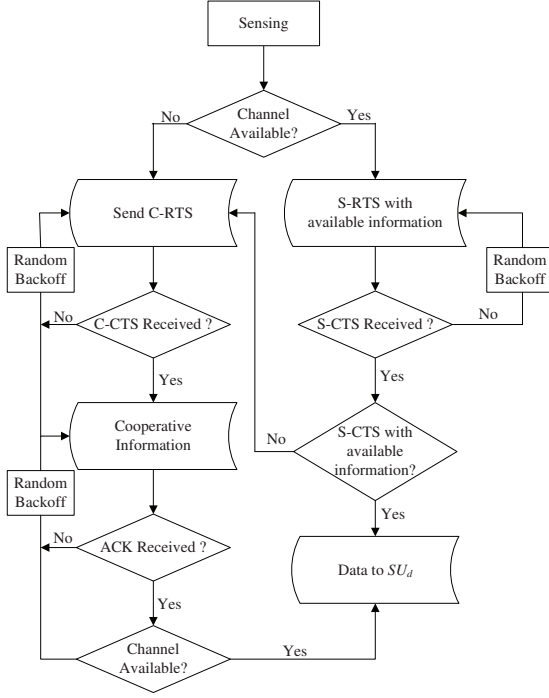 Sensing
Channel
Available?
No
Yes
Send C-RTS
S-RTS with
available information
Random
Backoff
Random
Backoff
C-CTS Received ?
No
S-CTS Received ?
No
Yes
Yes
Cooperative
Information
No
S-CTS with
available
information?
Random
Backoff
Yes
No
ACK Received ?
Data to SU_d
Yes
Channel
Available?
Yes